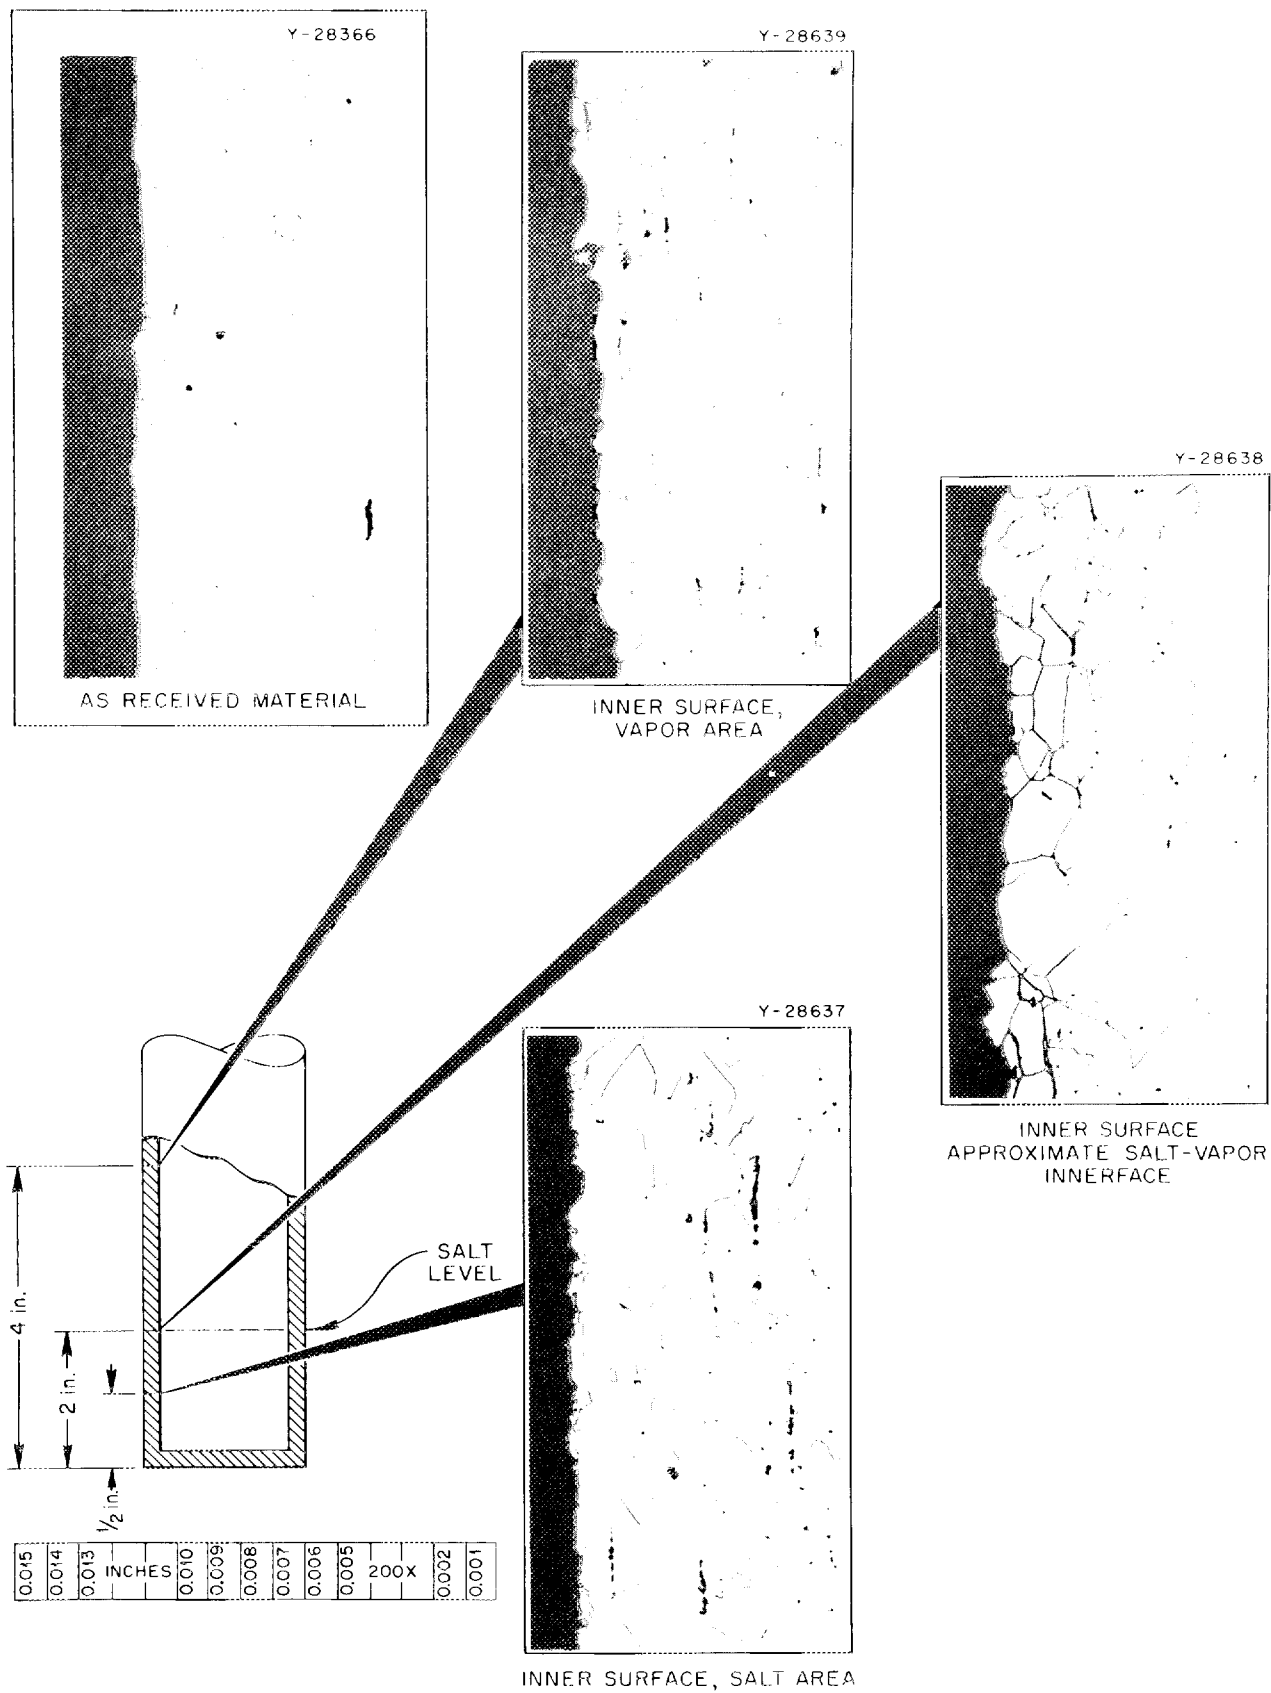 Y-28366
AS RECEIVED MATERIAL
Y-28639
INNER SURFACE,
VAPOR AREA
Y-28638
INNER SURFACE
APPROXIMATE SALT-VAPOR
INNERFACE
Y-28637
INNER SURFACE, SALT AREA
SALT
LEVEL
4 in.
2 in.
1/2 in.
0.015 0.014 0.013 INCHES 0.010 0.009 0.008 0.007 0.006 0.005 200X 0.002 0.001